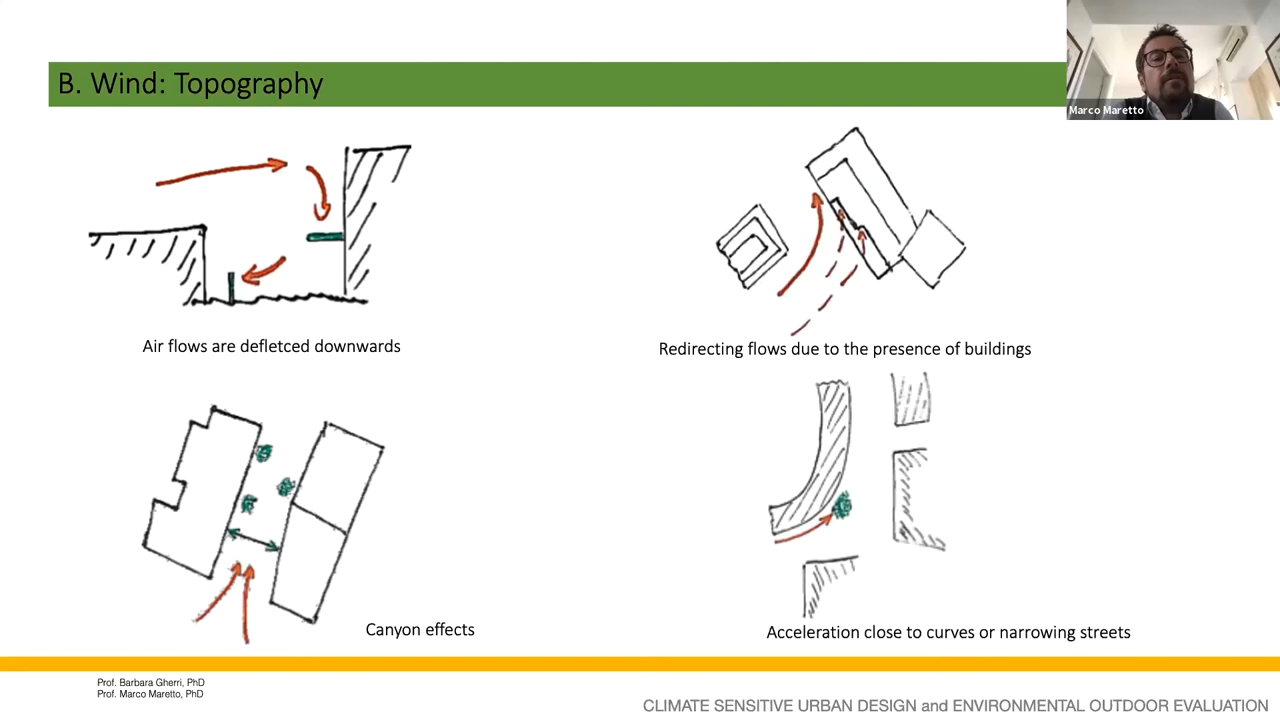 B. Wind: Topography
Marco Maretto
Air flows are defletced downwards
Redirecting flows due to the presence of buildings
Canyon effects
Acceleration close to curves or narrowing streets
Prof. Barbara Gherri, PhD
Prof. Marco Maretto, PhD
CLIMATE SENSITIVE URBAN DESIGN and ENVIRONMENTAL OUTDOOR EVALUATION